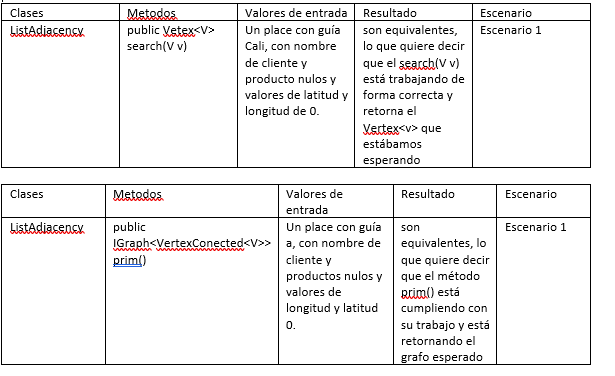 Clases
Metodos
Valores de entrada
Resultado
Escenario
ListAdjacency
public Vetex<V>
search(V v)
Un place con guía
Cali, con nombre
de cliente y
producto nulos y
valores de latitud y
longitud de 0.
son equivalentes,
lo que quiere decir
que el search(V v)
está trabajando de
forma correcta y
retorna el
Vertex<v> que
estábamos
esperando
Escenario 1
Clases
Metodos
Valores de
entrada
Resultado
Escenario
ListAdjacency
public
IGraph<VertexConected<V>>
prim()
Un place con guía
a, con nombre de
cliente y
productos nulos y
valores de
longitud y latitud
0.
son
equivalentes, lo
que quiere decir
que el método
prim() está
cumpliendo con
su trabajo y está
retornando el
grafo esperado
Escenario 1